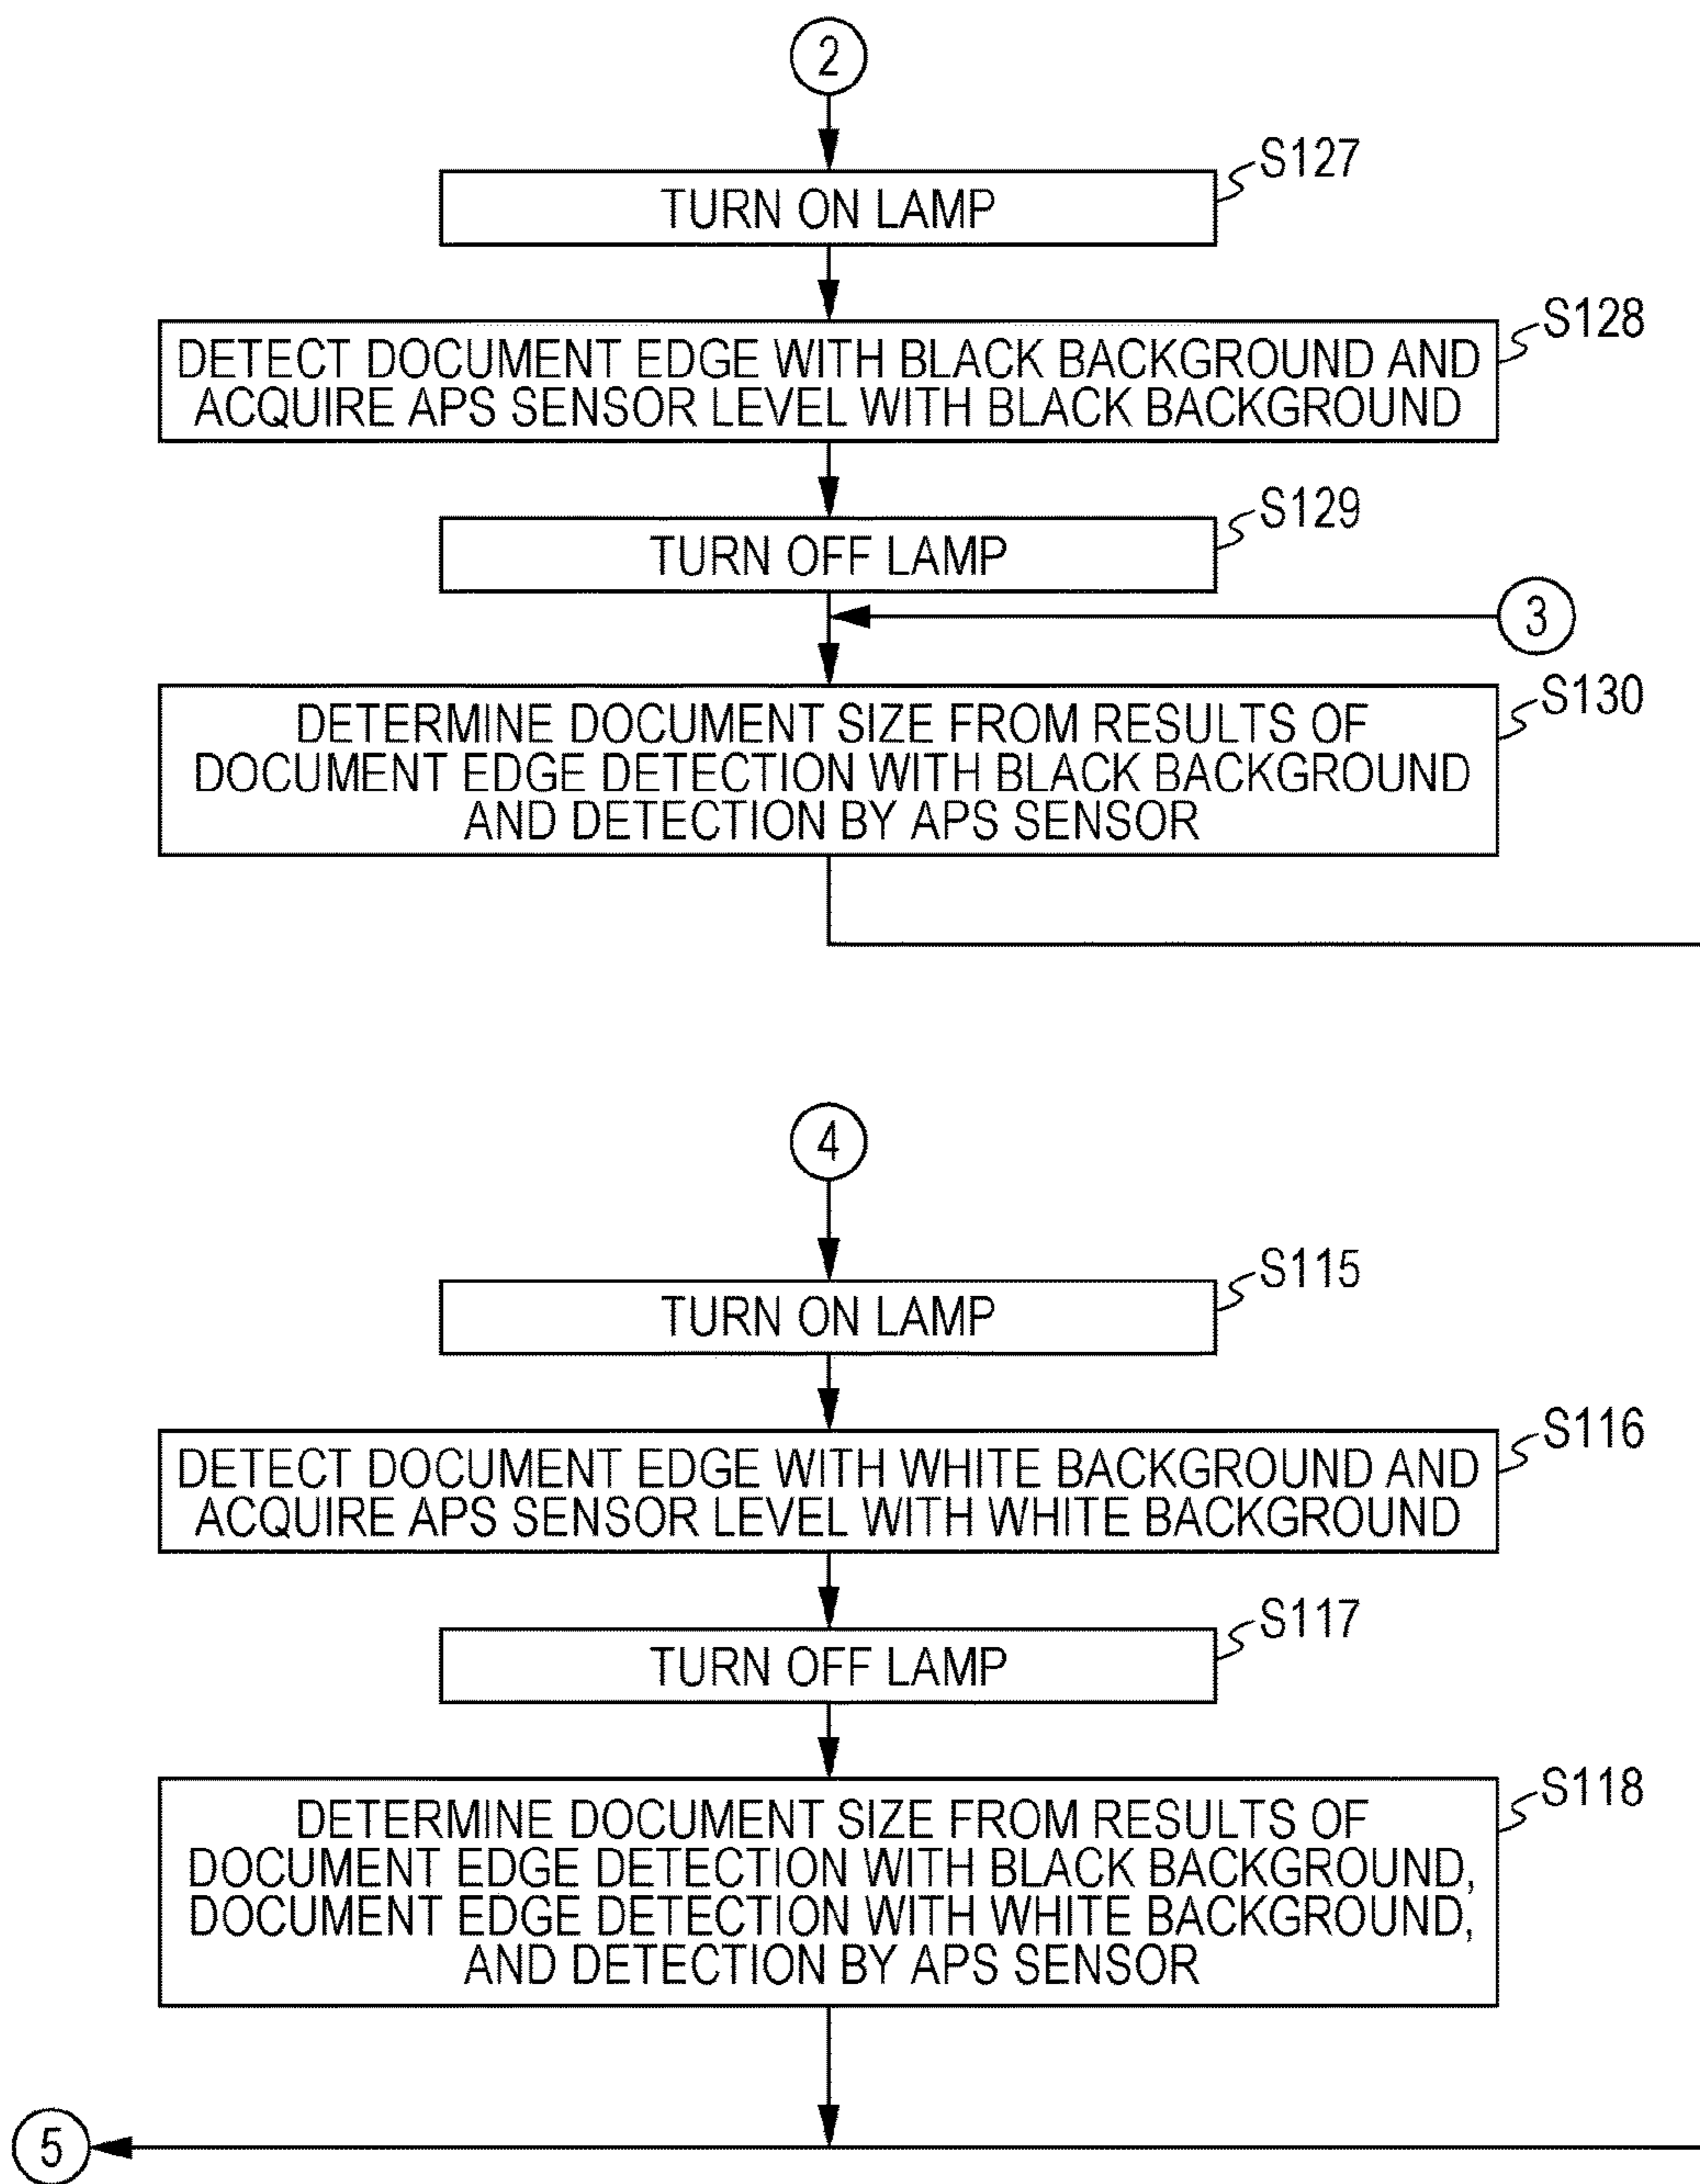 2
S127
TURN ON LAMP
S128
DETECT DOCUMENT EDGE WITH BLACK BACKGROUND AND
ACQUIRE APS SENSOR LEVEL WITH BLACK BACKGROUND
S129
TURN OFF LAMP
3
S130
DETERMINE DOCUMENT SIZE FROM RESULTS OF
DOCUMENT EDGE DETECTION WITH BLACK BACKGROUND
AND DETECTION BY APS SENSOR
4
S115
TURN ON LAMP
S116
DETECT DOCUMENT EDGE WITH WHITE BACKGROUND AND
ACQUIRE APS SENSOR LEVEL WITH WHITE BACKGROUND
S117
TURN OFF LAMP
S118
DETERMINE DOCUMENT SIZE FROM RESULTS OF
DOCUMENT EDGE DETECTION WITH BLACK BACKGROUND,
DOCUMENT EDGE DETECTION WITH WHITE BACKGROUND,
AND DETECTION BY APS SENSOR
5